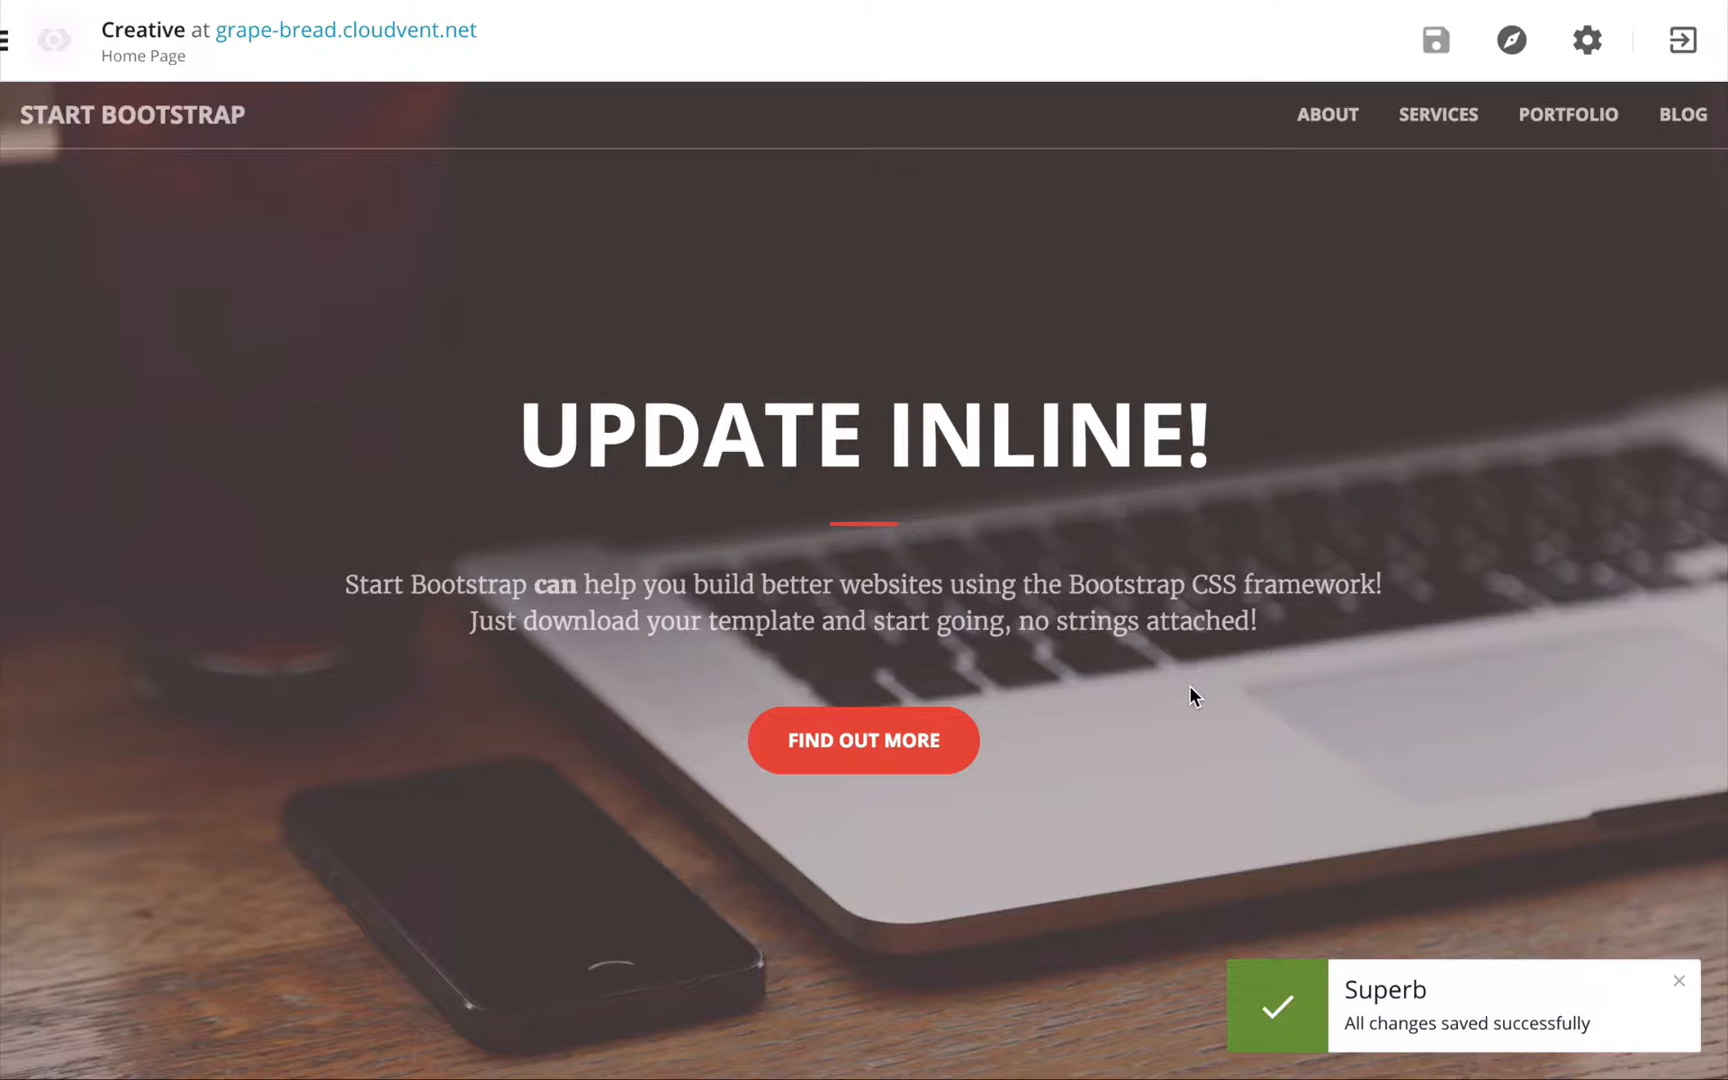 Creative at grape-bread.cloudvent.net
Home Page
START BOOTSTRAP
ABOUT SERVICES PORTFOLIO BLOG
UPDATE INLINE!
Start Bootstrap can help you build better websites using the Bootstrap CSS framework!
Just download your template and start going, no strings attached!
FIND OUT MORE
Superb
All changes saved successfully